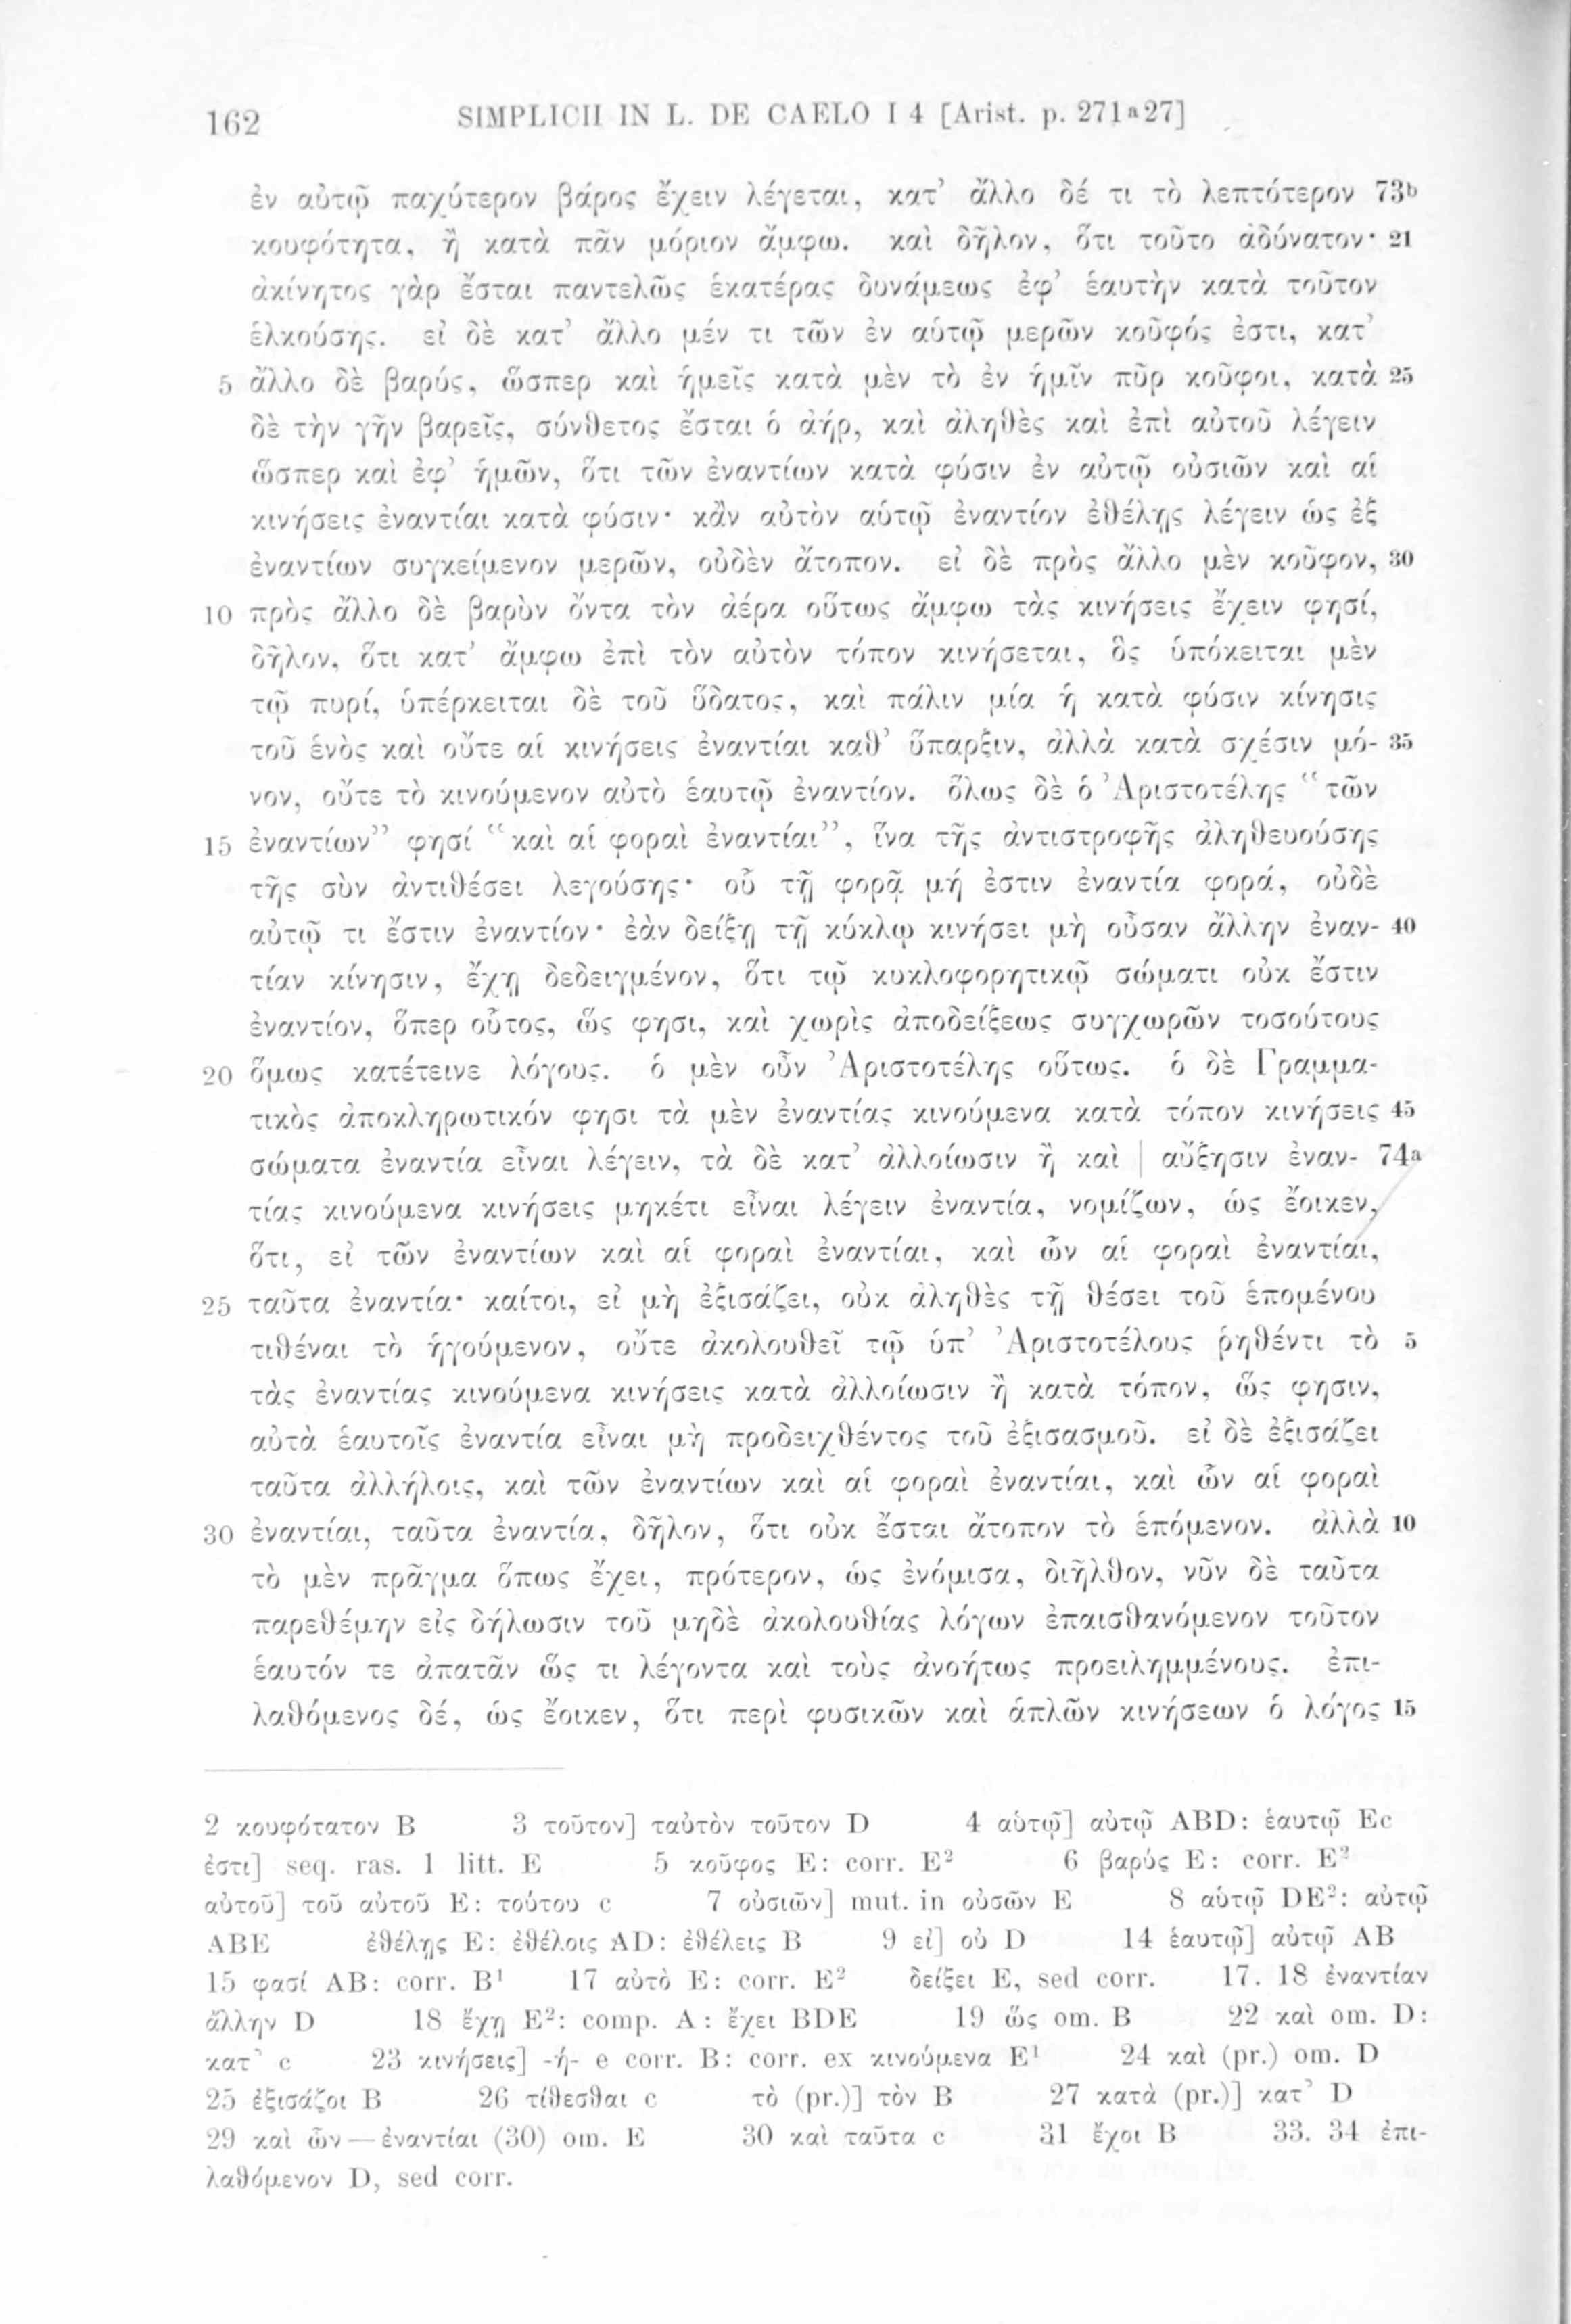 162 SIMPLICII IN L. DE CAELO I 4 [Arist. p. 271ᵃ27]
ἐν αὐτῷ παχύτερον βάρος ἔχειν λέγεται, κατ’ ἄλλο δέ τι τὸ λεπτότερον 73ᵇ
κουφότητα, ἢ κατὰ πᾶν μόριον ἄμφω. καὶ δῆλον, ὅτι τοῦτο ἀδύνατον· 21
ἀκίνητος γὰρ ἔσται παντελῶς ἑκατέρας δυνάμεως ἐφ’ ἑαυτὴν κατὰ τοῦτον
ἑλκούσης. εἰ δὲ κατ’ ἄλλο μέν τι τῶν ἐν αὑτῷ μερῶν κοῦφός ἐστι, κατ’
5 ἄλλο δὲ βαρύς, ὥσπερ καὶ ἡμεῖς κατὰ μὲν τὸ ἐν ἡμῖν πῦρ κοῦφοι, κατὰ 25
δὲ τὴν γῆν βαρεῖς, σύνθετος ἔσται ὁ ἀήρ, καὶ ἀληθὲς καὶ ἐπὶ αὐτοῦ λέγειν
ὥσπερ καὶ ἐφ’ ἡμῶν, ὅτι τῶν ἐναντίων κατὰ φύσιν ἐν αὐτῷ οὐσιῶν καὶ αἱ
κινήσεις ἐναντίαι κατὰ φύσιν· κἂν αὐτὸν αὑτῷ ἐναντίον ἐθέλῃς λέγειν ὡς ἐξ
ἐναντίων συγκείμενον μερῶν, οὐδὲν ἄτοπον. εἰ δὲ πρὸς ἄλλο μὲν κοῦφον, 30
10 πρὸς ἄλλο δὲ βαρὺν ὄντα τὸν ἀέρα οὕτως ἄμφω τὰς κινήσεις ἔχειν φησί,
δῆλον, ὅτι κατ’ ἄμφω ἐπὶ τὸν αὐτὸν τόπον κινήσεται, ὃς ὑπόκειται μὲν
τῷ πυρί, ὑπέρκειται δὲ τοῦ ὕδατος, καὶ πάλιν μία ἡ κατὰ φύσιν κίνησις
τοῦ ἑνὸς καὶ οὔτε αἱ κινήσεις ἐναντίαι καθ’ ὕπαρξιν, ἀλλὰ κατὰ σχέσιν μό- 35
νον, οὔτε τὸ κινούμενον αὐτὸ ἑαυτῷ ἐναντίον. ὅλως δὲ ὁ Ἀριστοτέλης “τῶν
15 ἐναντίων” φησί “καὶ αἱ φοραὶ ἐναντίαι”, ἵνα τῆς ἀντιστροφῆς ἀληθευούσης
τῆς σὺν ἀντιθέσει λεγούσης· οὗ τῇ φορᾷ μή ἐστιν ἐναντία φορά, οὐδὲ
αὐτῷ τι ἔστιν ἐναντίον· ἐὰν δείξῃ τῇ κύκλῳ κινήσει μὴ οὖσαν ἄλλην ἐναν- 40
τίαν κίνησιν, ἔχῃ δεδειγμένον, ὅτι τῷ κυκλοφορητικῷ σώματι οὐκ ἔστιν
ἐναντίον, ὅπερ οὗτος, ὥς φησι, καὶ χωρὶς ἀποδείξεως συγχωρῶν τοσούτους
20 ὅμως κατέτεινε λόγους. ὁ μὲν οὖν Ἀριστοτέλης οὕτως. ὁ δὲ Γραμμα-
τικὸς ἀποκληρωτικόν φησι τὰ μὲν ἐναντίας κινούμενα κατὰ τόπον κινήσεις 45
σώματα ἐναντία εἶναι λέγειν, τὰ δὲ κατ’ ἀλλοίωσιν ἢ καὶ | αὔξησιν ἐναν- 74ᵃ
τίας κινούμενα κινήσεις μηκέτι εἶναι λέγειν ἐναντία, νομίζων, ὡς ἔοικεν,
ὅτι, εἰ τῶν ἐναντίων καὶ αἱ φοραὶ ἐναντίαι, καὶ ὧν αἱ φοραὶ ἐναντίαι,
25 ταῦτα ἐναντία· καίτοι, εἰ μὴ ἐξισάζει, οὐκ ἀληθὲς τῇ θέσει τοῦ ἑπομένου
τιθέναι τὸ ἡγούμενον, οὔτε ἀκολουθεῖ τῷ ὑπ’ Ἀριστοτέλους ῥηθέντι τὸ 5
τὰς ἐναντίας κινούμενα κινήσεις κατὰ ἀλλοίωσιν ἢ κατὰ τόπον, ὥς φησιν,
αὐτὰ ἑαυτοῖς ἐναντία εἶναι μὴ προδειχθέντος τοῦ ἐξισασμοῦ. εἰ δὲ ἐξισάζει
ταῦτα ἀλλήλοις, καὶ τῶν ἐναντίων καὶ αἱ φοραὶ ἐναντίαι, καὶ ὧν αἱ φοραὶ
30 ἐναντίαι, ταῦτα ἐναντία, δῆλον, ὅτι οὐκ ἔσται ἄτοπον τὸ ἑπόμενον. ἀλλὰ 10
τὸ μὲν πρᾶγμα ὅπως ἔχει, πρότερον, ὡς ἐνόμισα, διῆλθον, νῦν δὲ ταῦτα
παρεθέμην εἰς δήλωσιν τοῦ μηδὲ ἀκολουθίας λόγων ἐπαισθανόμενον τοῦτον
ἑαυτόν τε ἀπατᾶν ὥς τι λέγοντα καὶ τοὺς ἀνοήτως προειλημμένους. ἐπι-
λαθόμενος δέ, ὡς ἔοικεν, ὅτι περὶ φυσικῶν καὶ ἁπλῶν κινήσεων ὁ λόγος 15
2 κουφότατον B 3 τοῦτον] ταὐτὸν τοῦτον D 4 αὑτῷ] αὐτῷ ABD: ἑαυτῷ Ec
ἐστι] seq. ras. 1 litt. E 5 κοῦφος E: corr. E² 6 βαρύς E: corr. E²
αὐτοῦ] τοῦ αὐτοῦ E: τούτου c 7 οὐσιῶν] mut. in οὐσῶν E 8 αὑτῷ DE²: αὐτῷ
ABE ἐθέλῃς E: ἐθέλοις AD: ἐθέλεις B 9 εἰ] οὐ D 14 ἑαυτῷ] αὐτῷ AB
15 φασί AB: corr. B¹ 17 αὐτὸ E: corr. E² δείξει E, sed corr. 17. 18 ἐναντίαν
ἄλλην D 18 ἔχῃ E²: comp. A: ἔχει BDE 19 ὥς om. B 22 καὶ om. D:
κατ’ c 23 κινήσεις] -ή- e corr. B: corr. ex κινούμενα E¹ 24 καὶ (pr.) om. D
25 ἐξισάζοι B 26 τίθεσθαι c τὸ (pr.)] τὸν B 27 κατὰ (pr.)] κατ’ D
29 καὶ ὧν — ἐναντίαι (30) om. E 30 καὶ ταῦτα c 31 ἔχοι B 33. 34 ἐπι-
λαθόμενον D, sed corr.